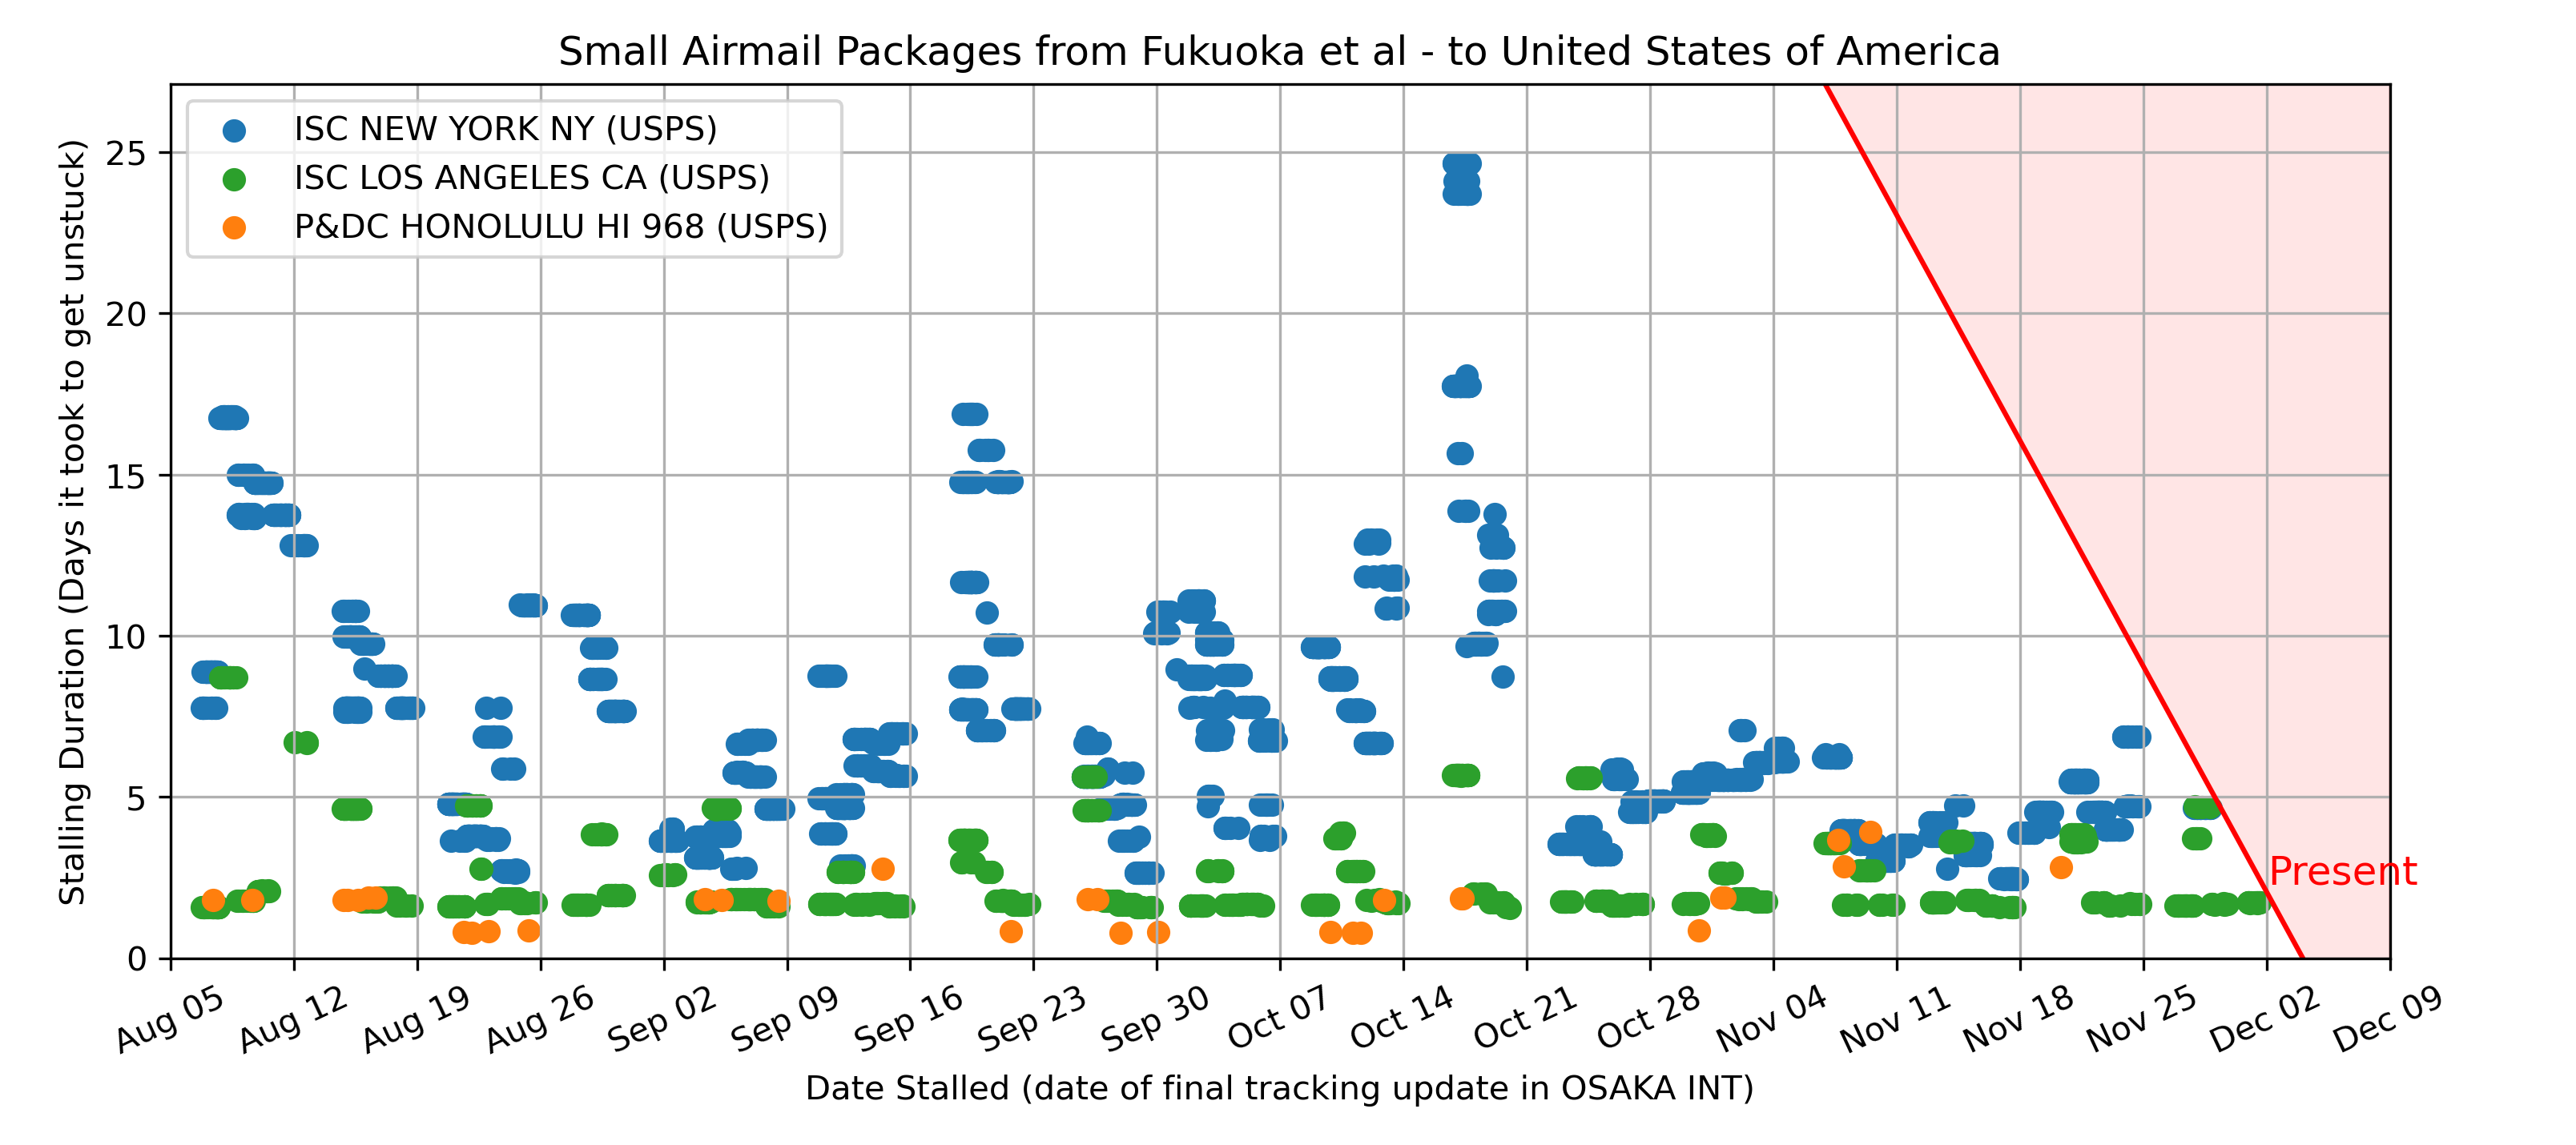 Small Airmail Packages from Fukuoka et al - to United States of America
ISC NEW YORK NY (USPS)
ISC LOS ANGELES CA (USPS)
P&DC HONOLULU HI 968 (USPS)
Stalling Duration (Days it took to get unstuck)
25
20
15
10
5
0
Present
Aug 05
Aug 12
Aug 19
Aug 26
Sep 02
Sep 09
Sep 16
Sep 23
Sep 30
Oct 07
Oct 14
Oct 21
Oct 28
Nov 04
Nov 11
Nov 18
Nov 25
Dec 02
Dec 09
Date Stalled (date of final tracking update in OSAKA INT)